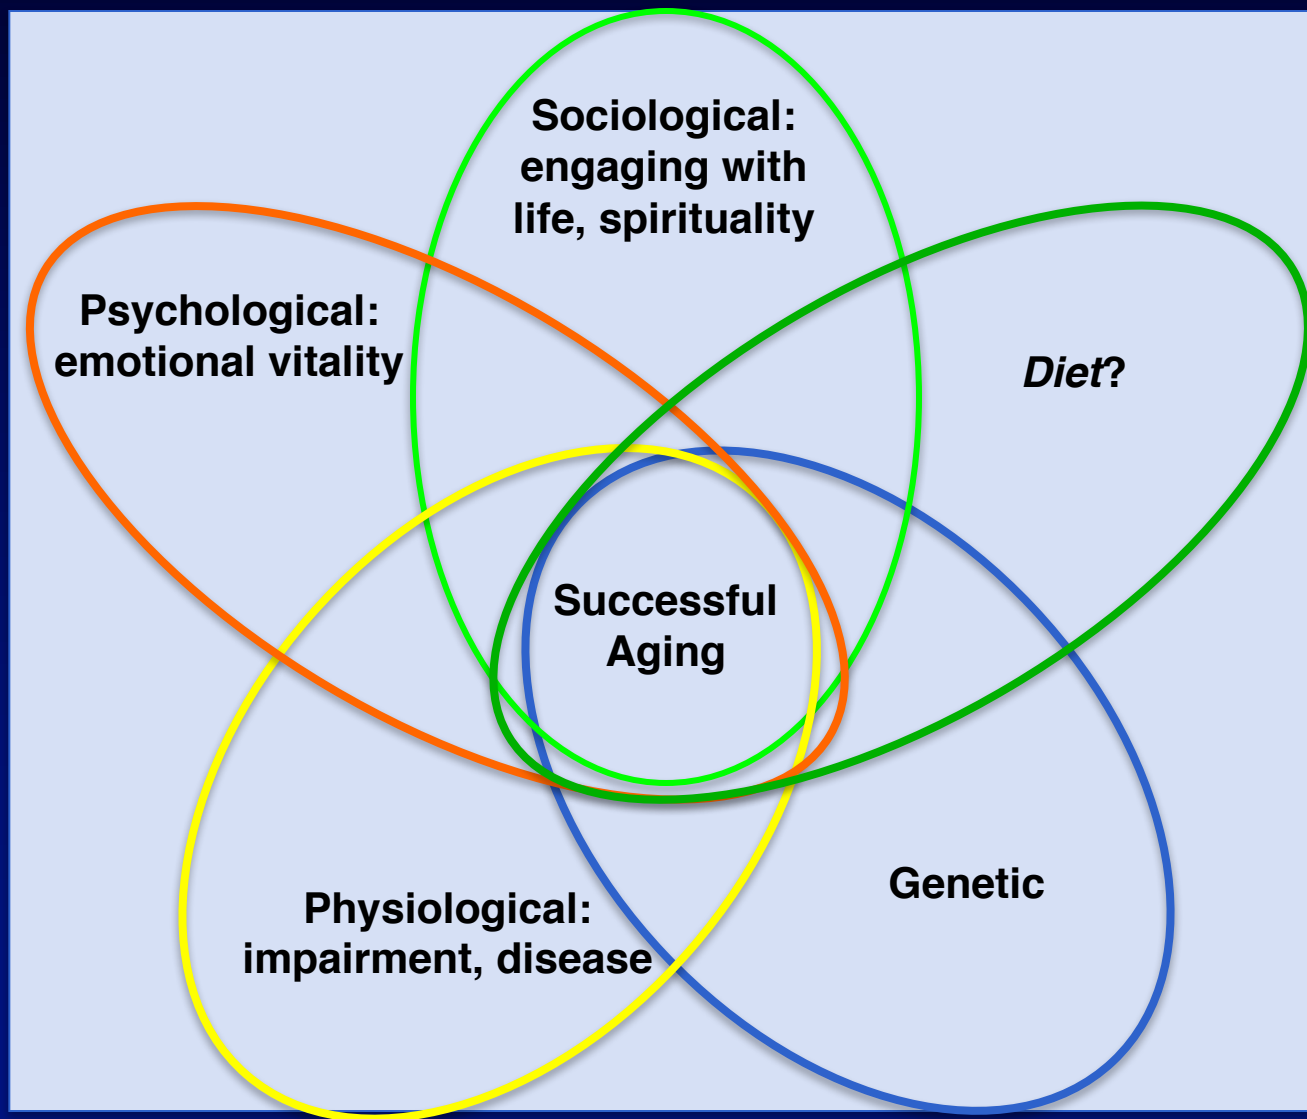 Sociological:
engaging with
life, spirituality
Psychological:
emotional vitality
Diet?
Successful
Aging
Physiological:
impairment, disease
Genetic